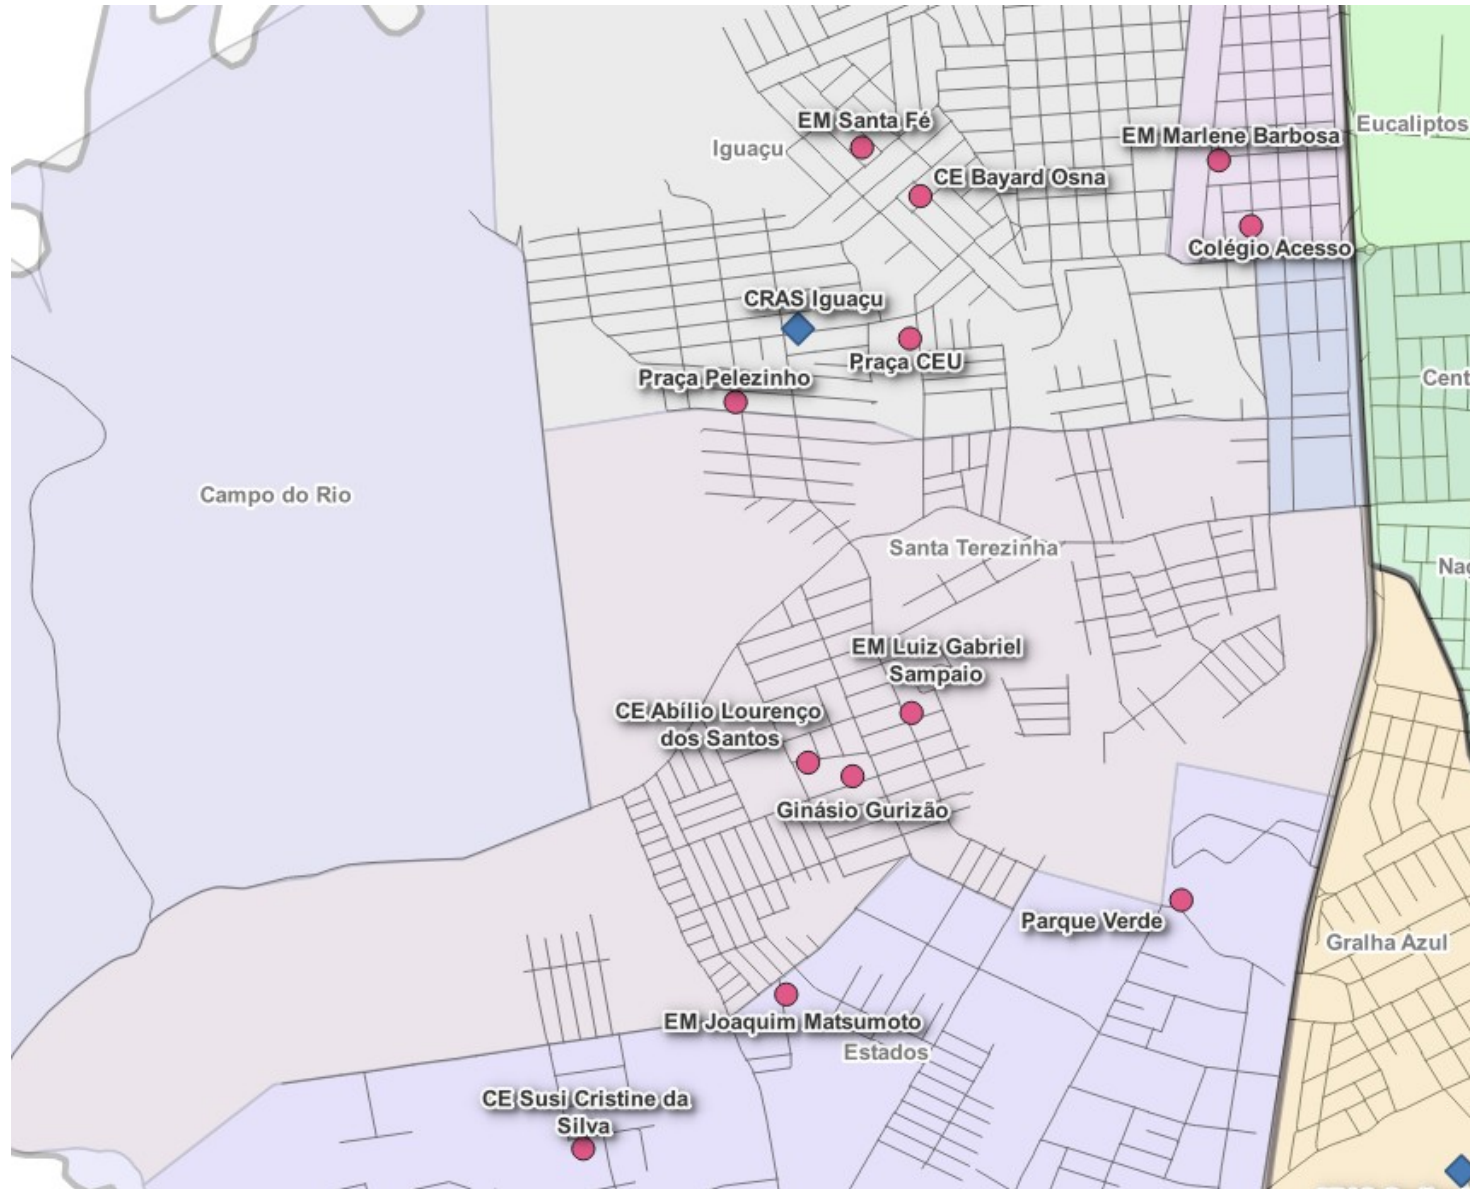 EM Santa Fé
Eucaliptos
EM Marlene Barbosa
Iguaçu
CE Bayard Osna
Colégio Acesso
CRAS Iguaçu
Praça CEU
Praça Pelezinho
Cent
Campo do Rio
Santa Terezinha
Naç
EM Luiz Gabriel
Sampaio
CE Abílio Lourenço
dos Santos
Ginásio Gurizão
Parque Verde
Gralha Azul
EM Joaquim Matsumoto
Estados
CE Susi Cristine da
Silva